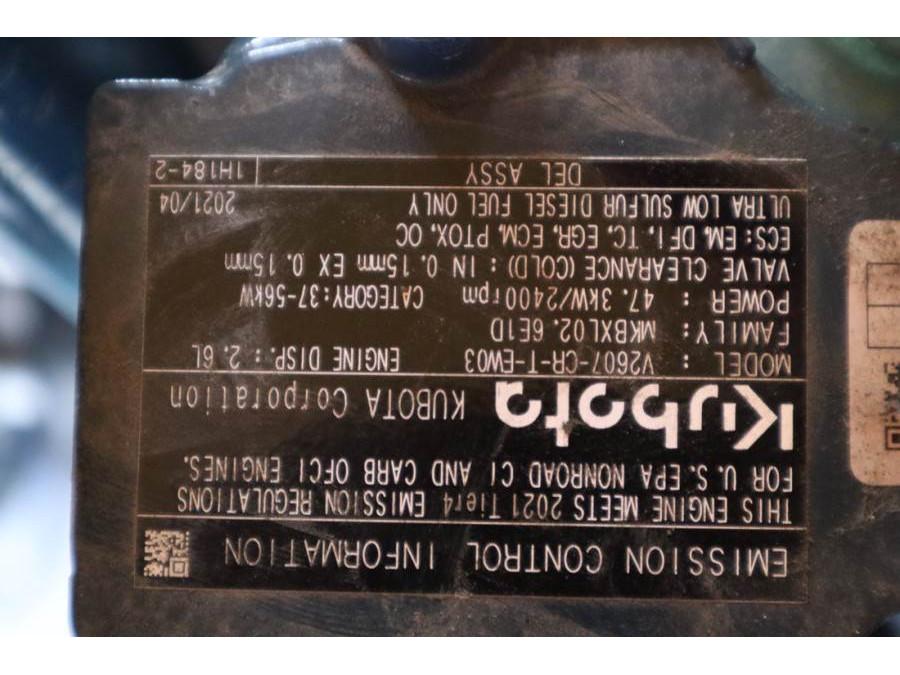 EMISSION CONTROL INFORMATION
THIS ENGINE MEETS 2021 Tier4 EMISSION REGULATIONS
FOR U.S. EPA NONROAD CI AND CARB OFCI ENGINES.
Kubota KUBOTA Corporation
MODEL : V2607-CR-T-EW03 ENGINE DISP.: 2.6L
FAMILY: MKBXL02.6E1D
POWER : 47.3kW/2400rpm CATEGORY:37-56kW
VALVE CLEARANCE (COLD): IN 0.15mm EX 0.15mm
ECS: EM, DFI, TC, EGR, ECM, PTOX, OC
ULTRA LOW SULFUR DIESEL FUEL ONLY 2021/04
DEL ASSY 1H184-2